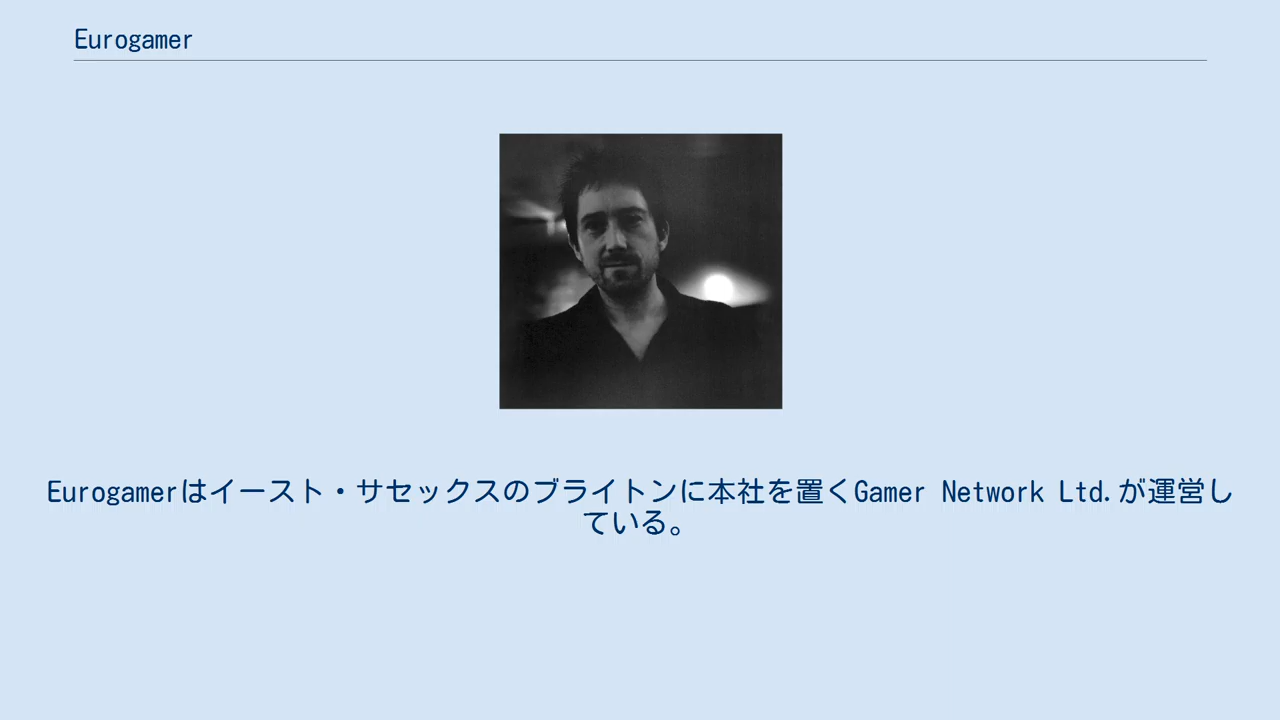 Eurogamer
Eurogamerはイースト・サセックスのブライトンに本社を置くGamer Network Ltd.が運営し
ている。